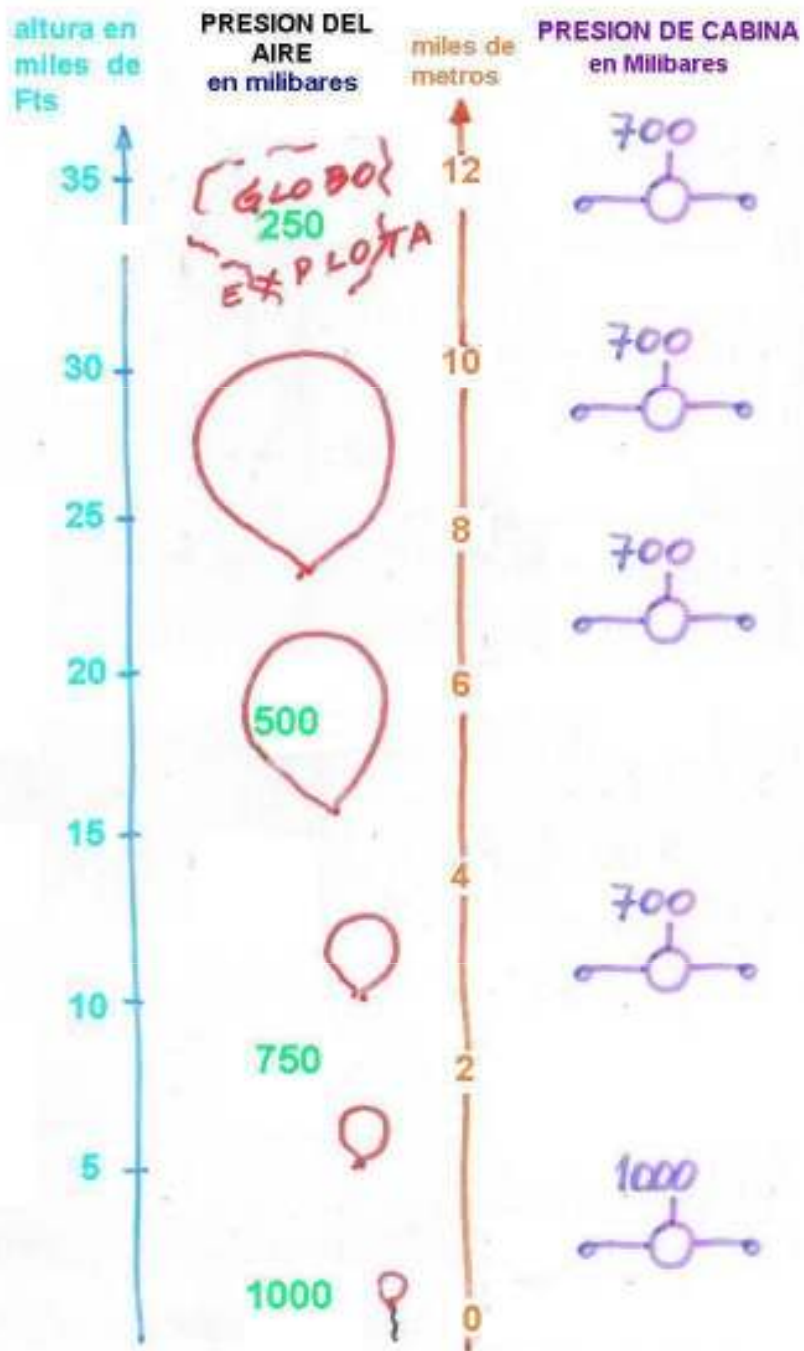 altura en
miles de
Fts
PRESION DEL
AIRE
en milibares
miles de
metros
PRESION DE CABINA
en Milibares
35
GLOBO
250
EXPLOTA
12
700
30
10
700
25
8
700
20
500
6
15
4
700
10
750
2
5
1000
1000
0